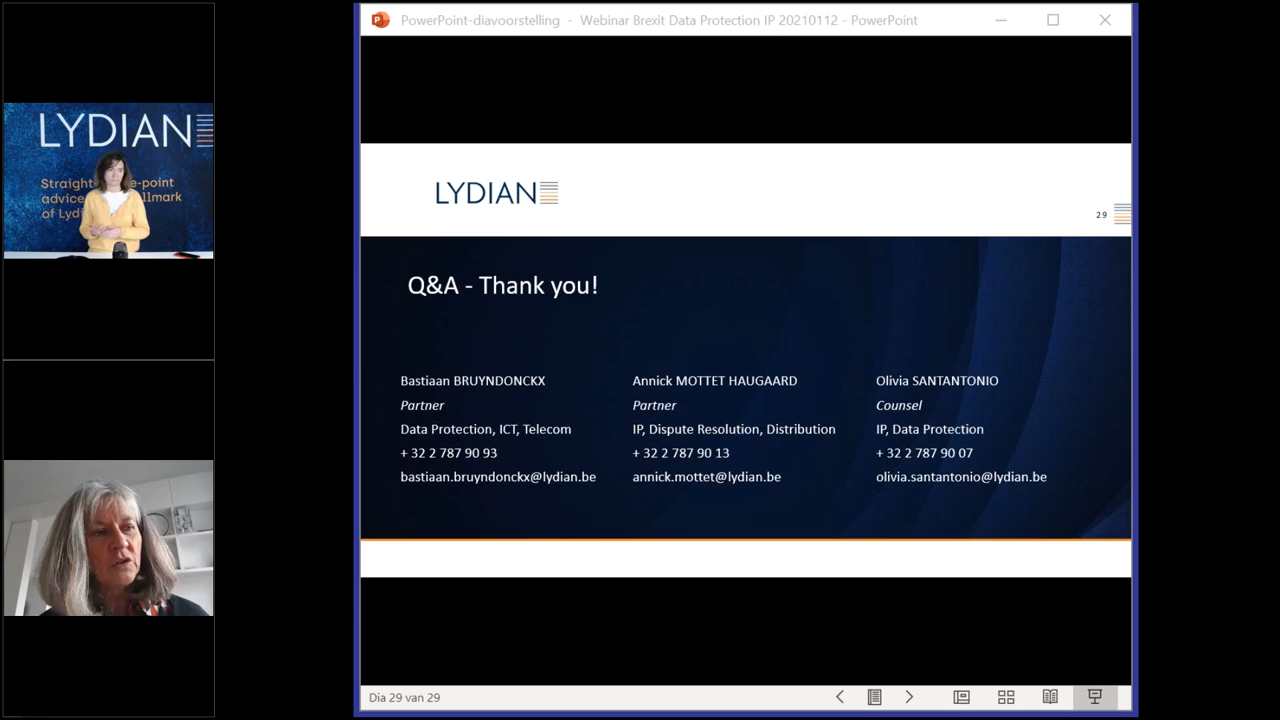 PowerPoint-diavoorstelling - Webinar Brexit Data Protection IP 20210112 - PowerPoint
LYDIAN
Straight point
advice llmark
of Lydi
LYDIAN
29
Q&A - Thank you!
Bastiaan BRUYNDONCKX
Partner
Data Protection, ICT, Telecom
+ 32 2 787 90 93
bastiaan.bruyndonckx@lydian.be
Annick MOTTET HAUGAARD
Partner
IP, Dispute Resolution, Distribution
+ 32 2 787 90 13
annick.mottet@lydian.be
Olivia SANTANTONIO
Counsel
IP, Data Protection
+ 32 2 787 90 07
olivia.santantonio@lydian.be
Dia 29 van 29